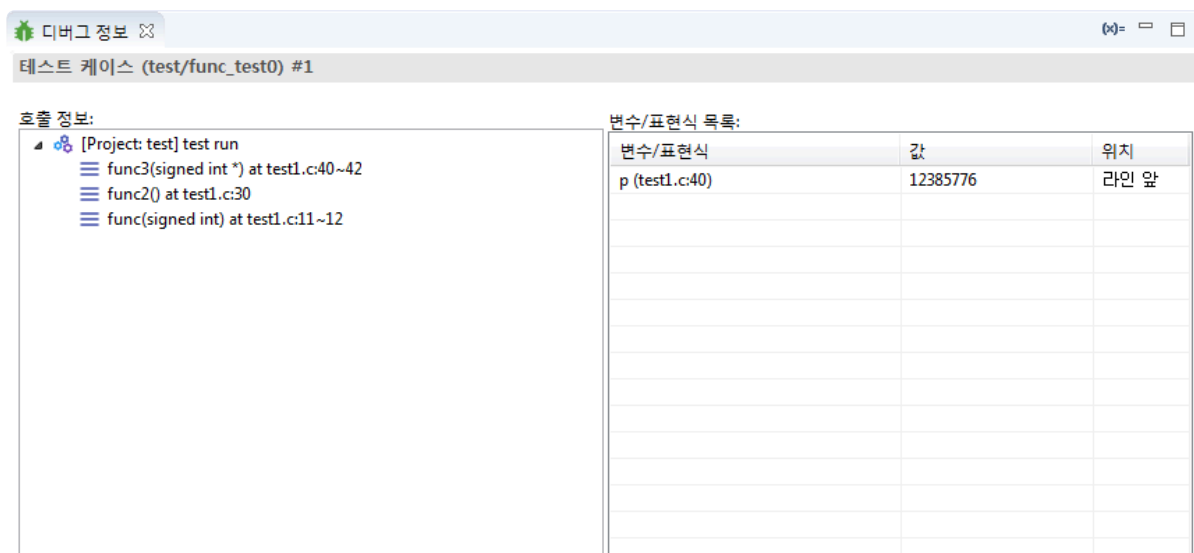 디버그 정보
(x)=
테스트 케이스 (test/func_test0) #1
호출 정보:
[Project: test] test run
func3(signed int *) at test1.c:40~42
func2() at test1.c:30
func(signed int) at test1.c:11~12
변수/표현식 목록:
변수/표현식 값 위치
p (test1.c:40) 12385776 라인 앞